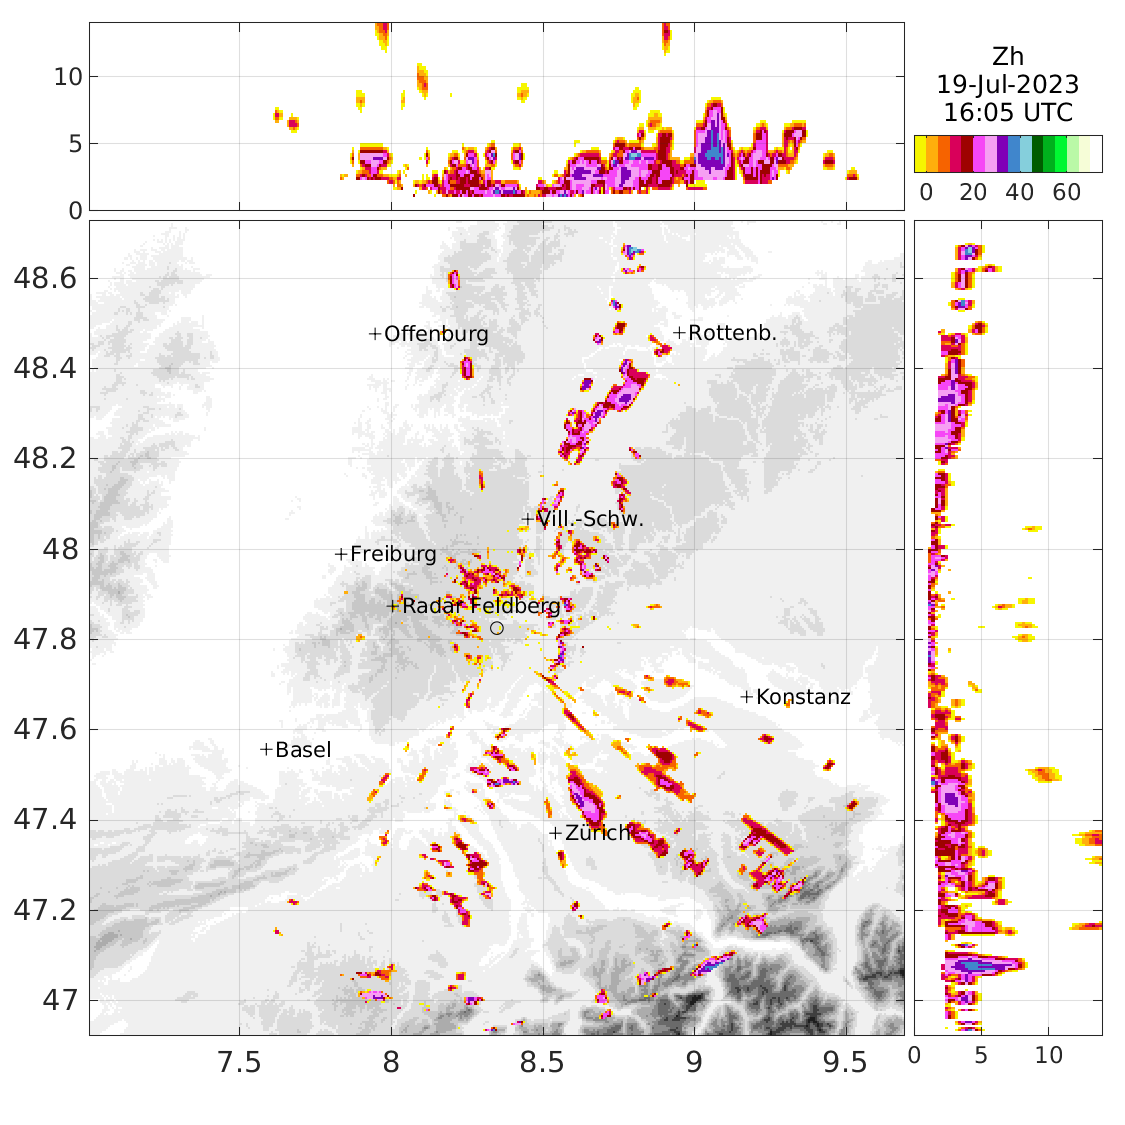 Zh
19-Jul-2023
16:05 UTC
10
5
0
0 20 40 60
48.6
48.4
48.2
48
47.8
47.6
47.4
47.2
47
+Offenburg
+Rottenb.
+Vill.-Schw.
+Freiburg
+Radar Feldberg
+Konstanz
+Basel
+Zürich
7.5 8 8.5 9 9.5
0 5 10